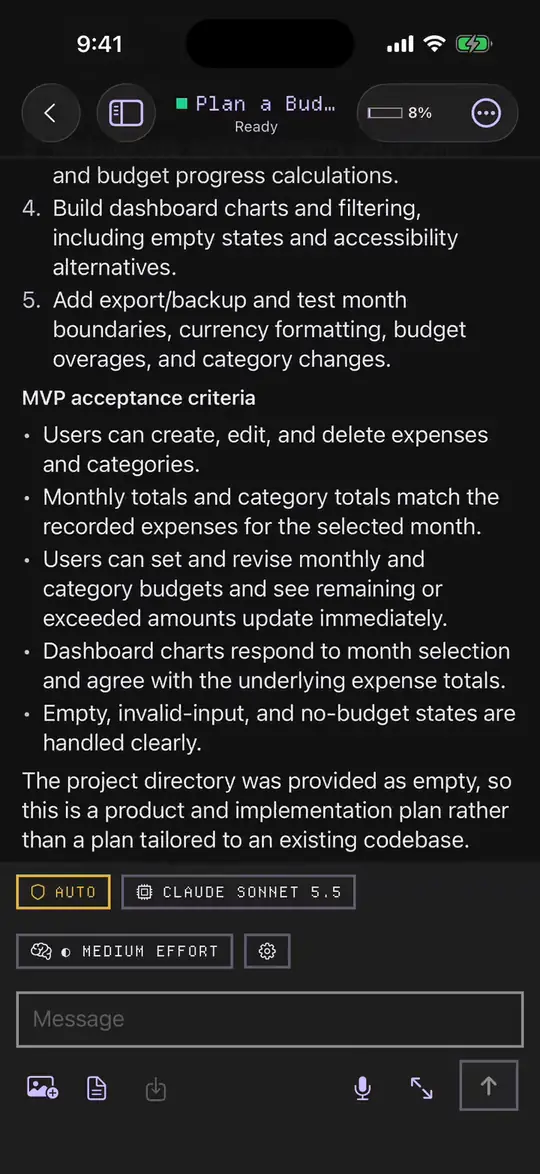 9:41
Plan a Bud…
Ready
8%
and budget progress calculations.
4. Build dashboard charts and filtering,
including empty states and accessibility
alternatives.
5. Add export/backup and test month
boundaries, currency formatting, budget
overages, and category changes.
MVP acceptance criteria
• Users can create, edit, and delete expenses
and categories.
• Monthly totals and category totals match the
recorded expenses for the selected month.
• Users can set and revise monthly and
category budgets and see remaining or
exceeded amounts update immediately.
• Dashboard charts respond to month selection
and agree with the underlying expense totals.
• Empty, invalid-input, and no-budget states are
handled clearly.
The project directory was provided as empty, so
this is a product and implementation plan rather
than a plan tailored to an existing codebase.
AUTO
CLAUDE SONNET 5.5
MEDIUM EFFORT
Message